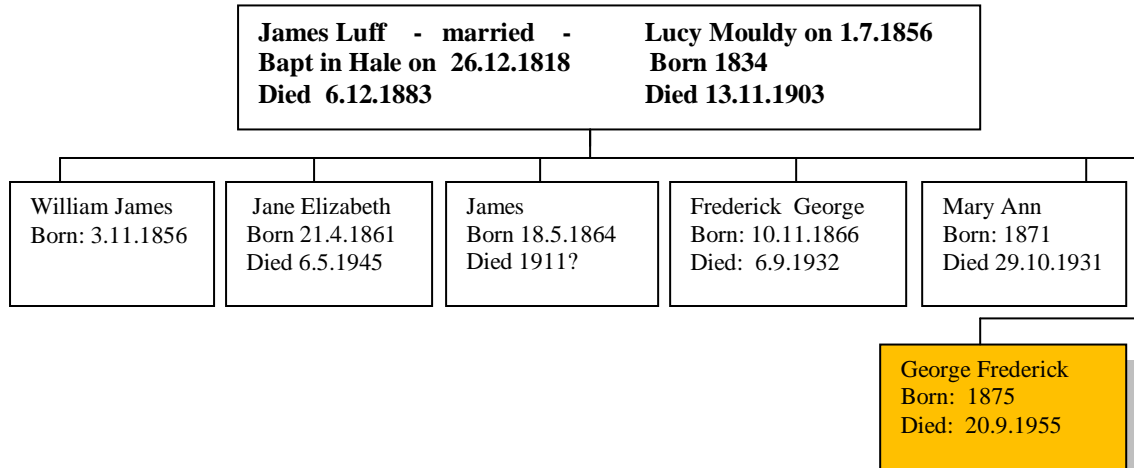 James Luff - married - Lucy Mouldy on 1.7.1856
Bapt in Hale on 26.12.1818 Born 1834
Died 6.12.1883 Died 13.11.1903
William James
Born: 3.11.1856
Jane Elizabeth
Born 21.4.1861
Died 6.5.1945
James
Born 18.5.1864
Died 1911?
Frederick George
Born: 10.11.1866
Died: 6.9.1932
Mary Ann
Born: 1871
Died 29.10.1931
George Frederick
Born: 1875
Died: 20.9.1955